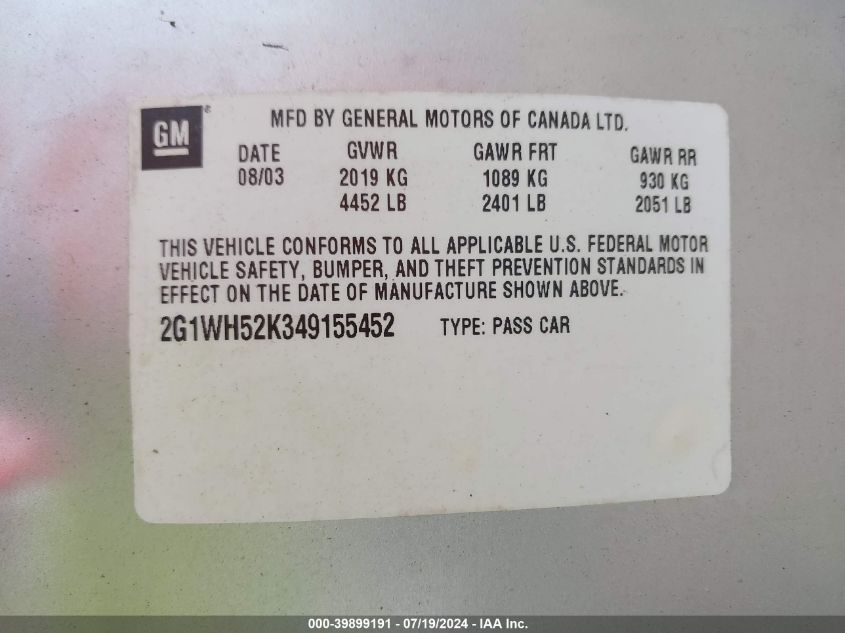 GM®
MFD BY GENERAL MOTORS OF CANADA LTD.
DATE GVWR GAWR FRT GAWR RR
08/03 2019 KG 1089 KG 930 KG
4452 LB 2401 LB 2051 LB
THIS VEHICLE CONFORMS TO ALL APPLICABLE U.S. FEDERAL MOTOR
VEHICLE SAFETY, BUMPER, AND THEFT PREVENTION STANDARDS IN
EFFECT ON THE DATE OF MANUFACTURE SHOWN ABOVE.
2G1WH52K349155452 TYPE: PASS CAR
000-39899191 - 07/19/2024 - IAA Inc.